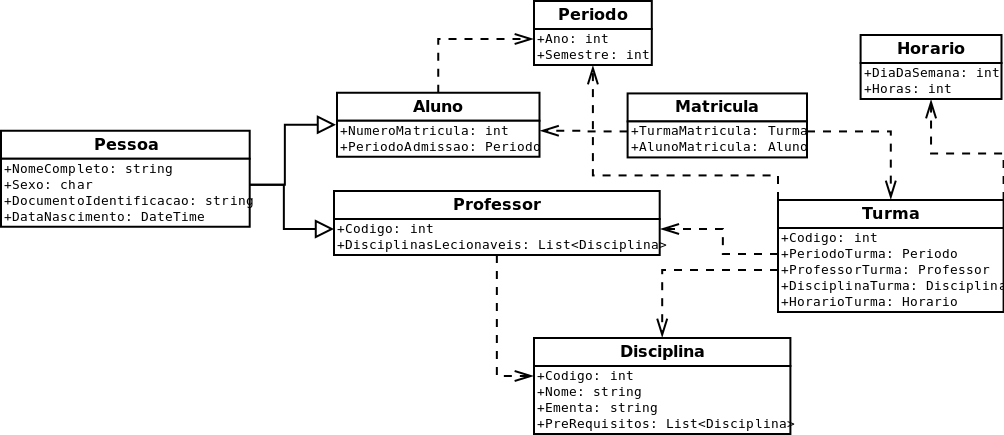 Periodo
+Ano: int
+Semestre: int
Horario
+DiaDaSemana: int
+Horas: int
Aluno
+NumeroMatricula: int
+PeriodoAdmissao: Periodo
Matricula
+TurmaMatricula: Turma
+AlunoMatricula: Aluno
Pessoa
+NomeCompleto: string
+Sexo: char
+DocumentoIdentificacao: string
+DataNascimento: DateTime
Professor
+Codigo: int
+DisciplinasLecionaveis: List<Disciplina>
Turma
+Codigo: int
+PeriodoTurma: Periodo
+ProfessorTurma: Professor
+DisciplinaTurma: Disciplina
+HorarioTurma: Horario
Disciplina
+Codigo: int
+Nome: string
+Ementa: string
+PreRequisitos: List<Disciplina>